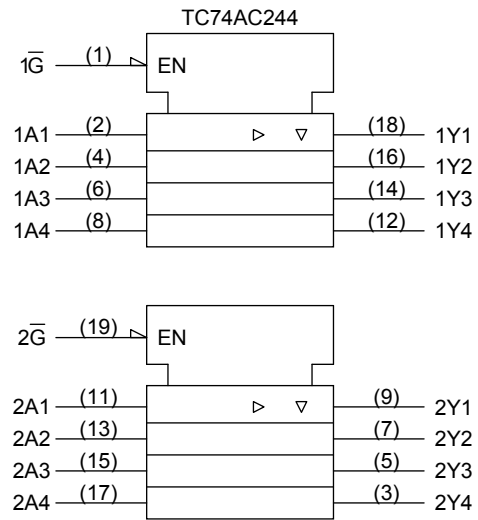 TC74AC244
1G̅ (1) EN
1A1 (2) (18) 1Y1
1A2 (4) (16) 1Y2
1A3 (6) (14) 1Y3
1A4 (8) (12) 1Y4
2G̅ (19) EN
2A1 (11) (9) 2Y1
2A2 (13) (7) 2Y2
2A3 (15) (5) 2Y3
2A4 (17) (3) 2Y4